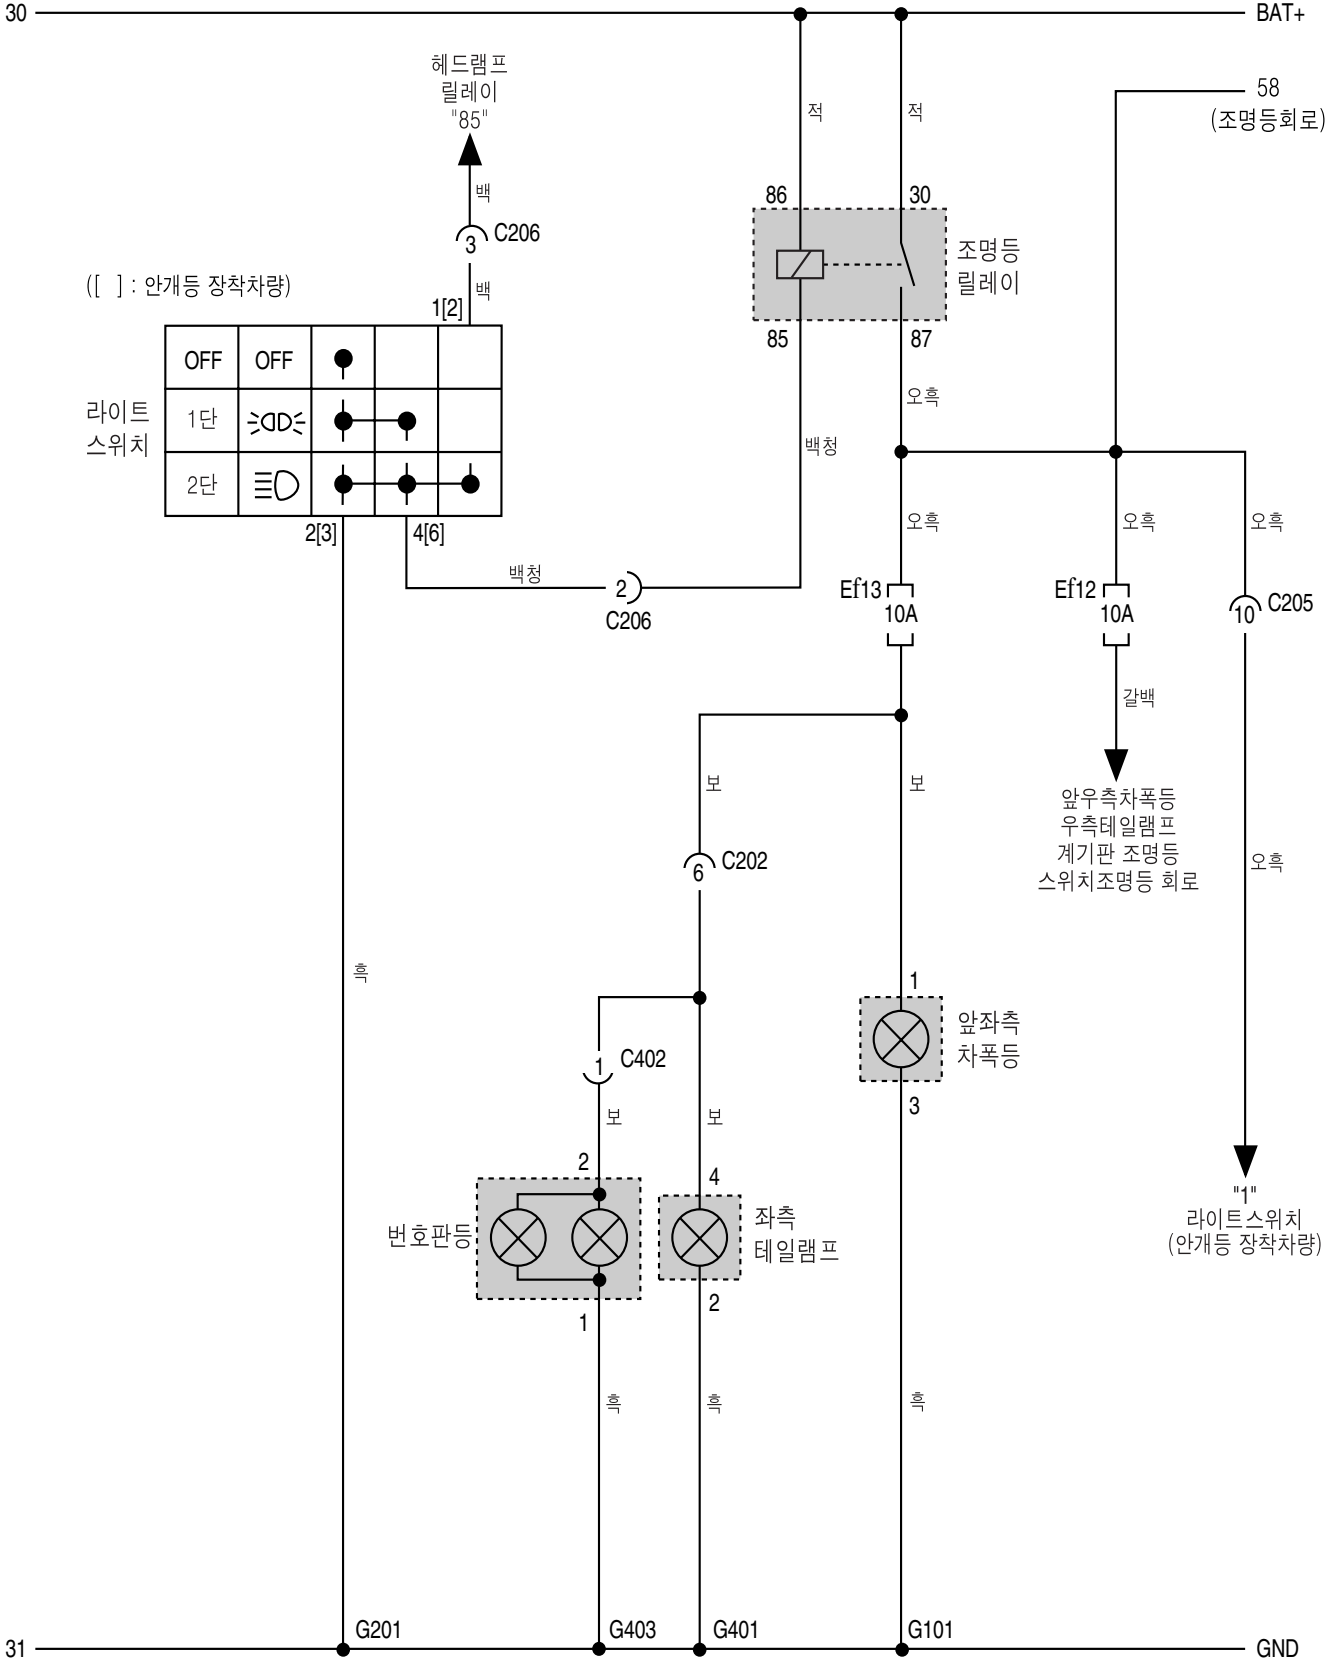 30
BAT+
헤드램프
릴레이
"85"
58
(조명등회로)
적
적
백
86
30
3
C206
조명등
릴레이
([ ] : 안개등 장착차량)
백
1[2]
85
87
OFF
OFF
라이트
스위치
1단
2단
오흑
백청
2[3]
4[6]
오흑
오흑
오흑
백청
2
C206
Ef13
10A
Ef12
10A
10
C205
갈백
보
보
앞우측차폭등
우측테일램프
계기판 조명등
스위치조명등 회로
6
C202
오흑
흑
1
앞좌측
차폭등
1
C402
3
보
보
2
4
번호판등
좌측
테일램프
"1"
라이트스위치
(안개등 장착차량)
1
2
흑
흑
흑
G201
G403
G401
G101
31
GND